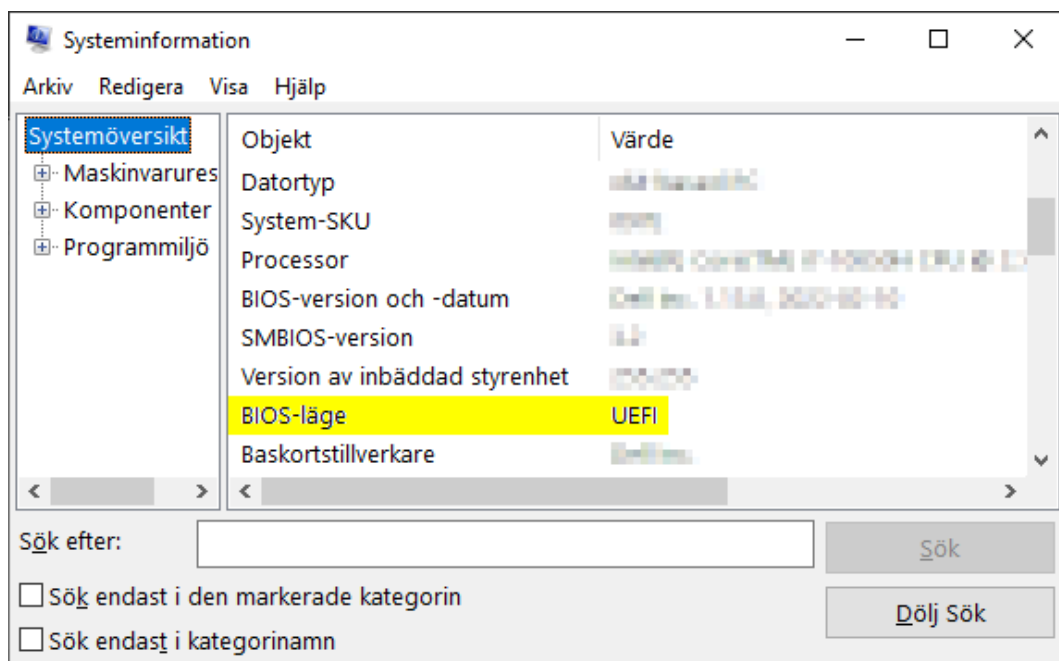 Systeminformation
Arkiv Redigera Visa Hjälp
Systemöversikt
Maskinvarures
Komponenter
Programmiljö
Objekt Värde
Datortyp
System-SKU
Processor
BIOS-version och -datum
SMBIOS-version
Version av inbäddad styrenhet
BIOS-läge UEFI
Baskortstillverkare
Sök efter:
Sök
Sök endast i den markerade kategorin
Dölj Sök
Sök endast i kategorinamn